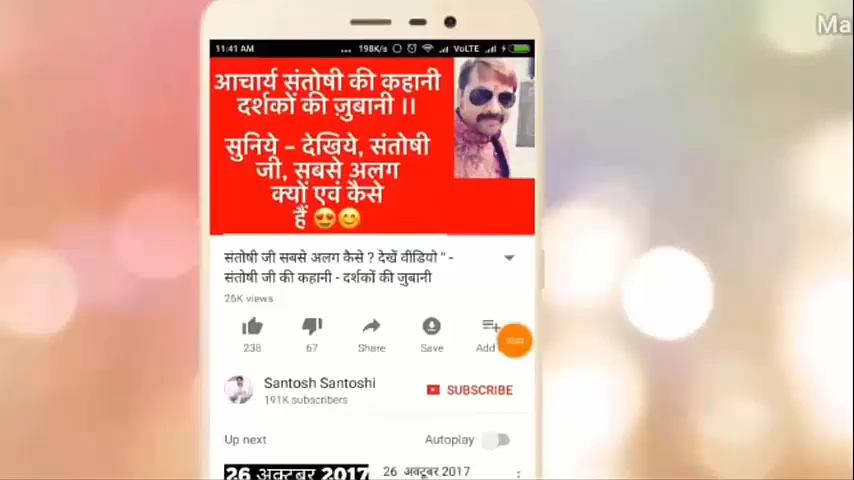 Ma
11:41 AM ... 198K/s VoLTE
आचार्य संतोषी की कहानी
दर्शकों की ज़ुबानी ।।
सुनिये - देखिये, संतोषी
जी, सबसे अलग
क्यों एवं कैसे
हैं 😍😊
संतोषी जी सबसे अलग कैसे ? देखें वीडियो " -
संतोषी जी की कहानी - दर्शकों की ज़ुबानी
26K views
238 67 Share Save Add
Santosh Santoshi
191K subscribers
SUBSCRIBE
Up next Autoplay
26 अक्टूबर 2017 26 अक्टूबर 2017